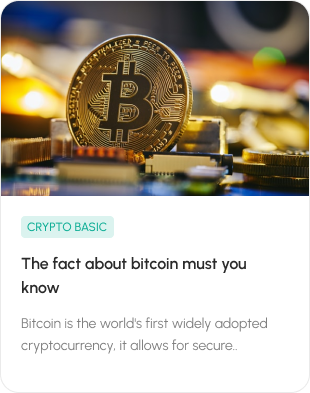 CRYPTO BASIC
The fact about bitcoin must you
know
Bitcoin is the world's first widely adopted
cryptocurrency, it allows for secure..